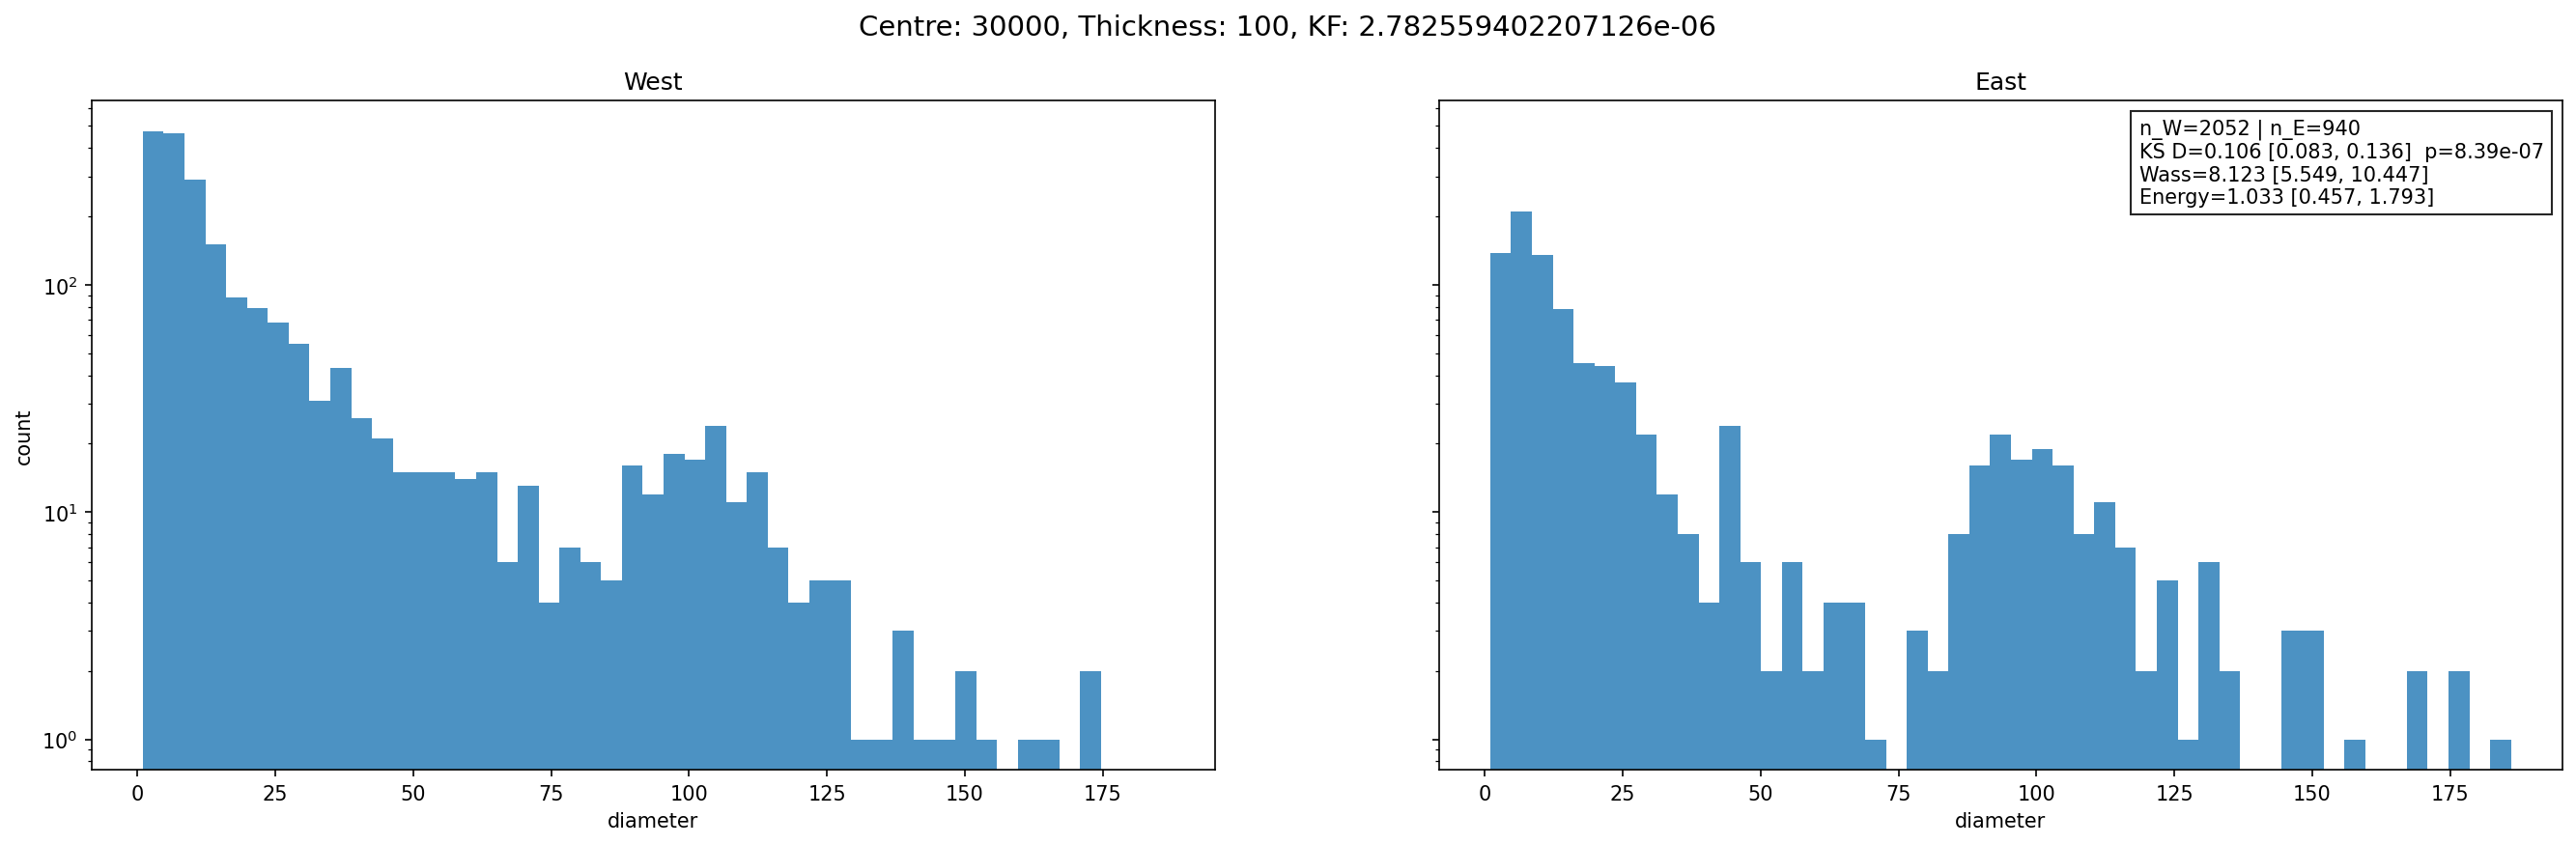 Centre: 30000, Thickness: 100, KF: 2.782559402207126e-06
West
count
10²
10¹
10⁰
0 25 50 75 100 125 150 175
diameter
East
n_W=2052 | n_E=940
KS D=0.106 [0.083, 0.136]  p=8.39e-07
Wass=8.123 [5.549, 10.447]
Energy=1.033 [0.457, 1.793]
0 25 50 75 100 125 150 175
diameter